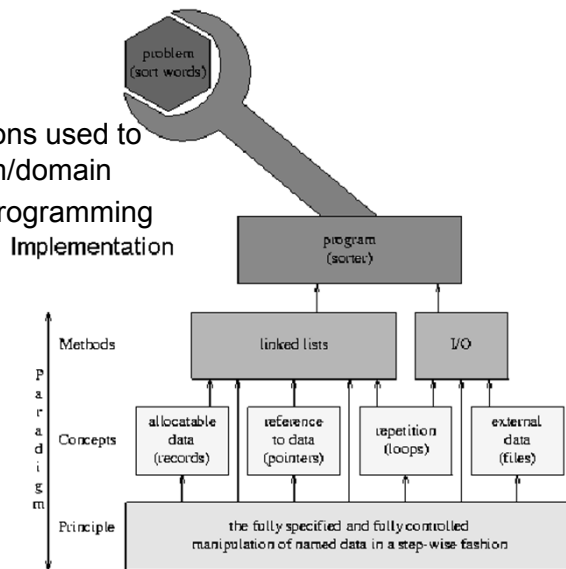 problem
(sort words)
ons used to
n/domain
rogramming
Implementation
program
(sorter)
Methods
linked lists
I/O
Paradigm
Concepts
allocatable
data
(records)
reference
to data
(pointers)
repetition
(loops)
external
data
(files)
Principle
the fully specified and fully controlled
manipulation of named data in a step-wise fashion